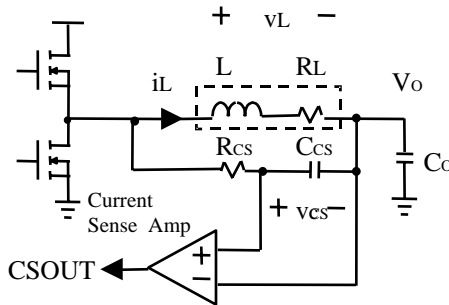 + vL −
iL L RL VO
RCS CCS CO
+ vcs −
Current
Sense Amp
+
−
CSOUT